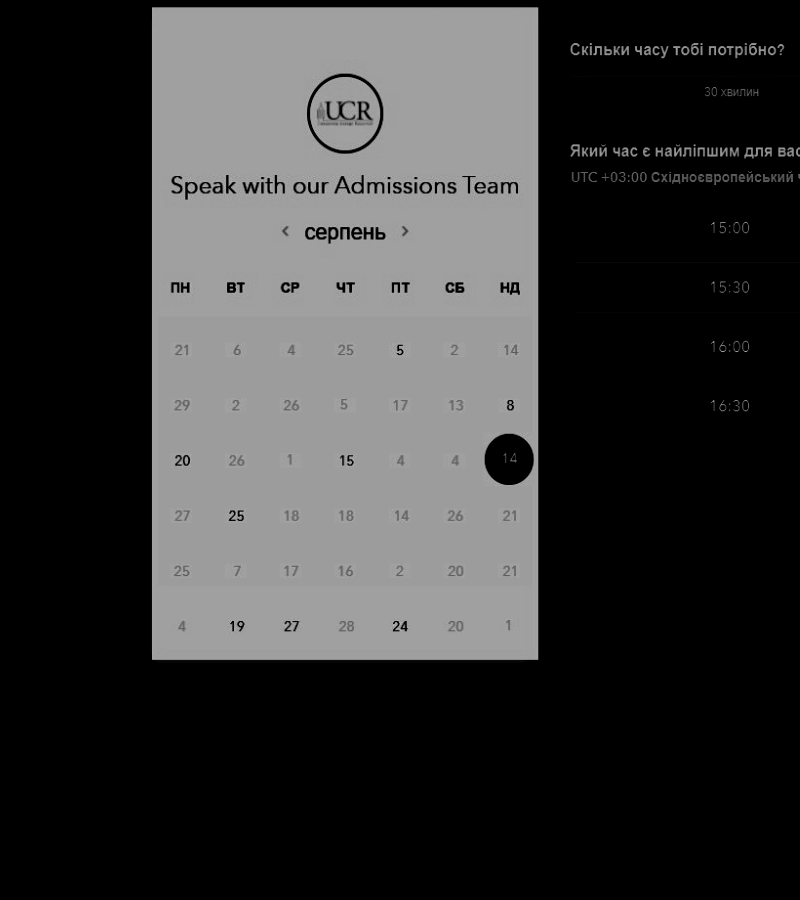 UCR
Speak with our Admissions Team
‹ серпень ›
ПН ВТ СР ЧТ ПТ СБ НД
21 6 4 25 5 2 14
29 2 26 5 17 13 8
20 26 1 15 4 4 14
27 25 18 18 14 26 21
25 7 17 16 2 20 21
4 19 27 28 24 20 1
Скільки часу тобі потрібно?
30 хвилин
Який час є найліпшим для вас
UTC +03:00 Східноєвропейський ч
15:00
15:30
16:00
16:30